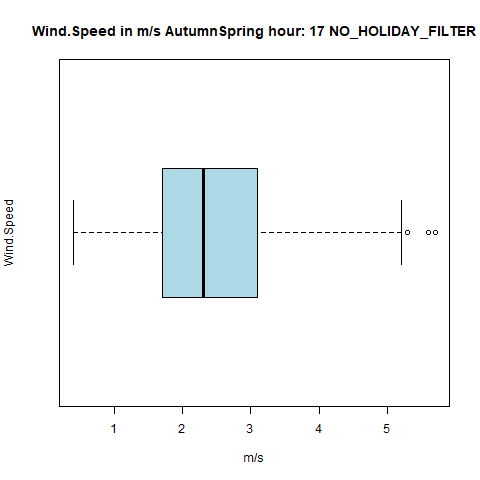 Wind.Speed in m/s AutumnSpring hour: 17 NO_HOLIDAY_FILTER
Wind.Speed
1 2 3 4 5
m/s